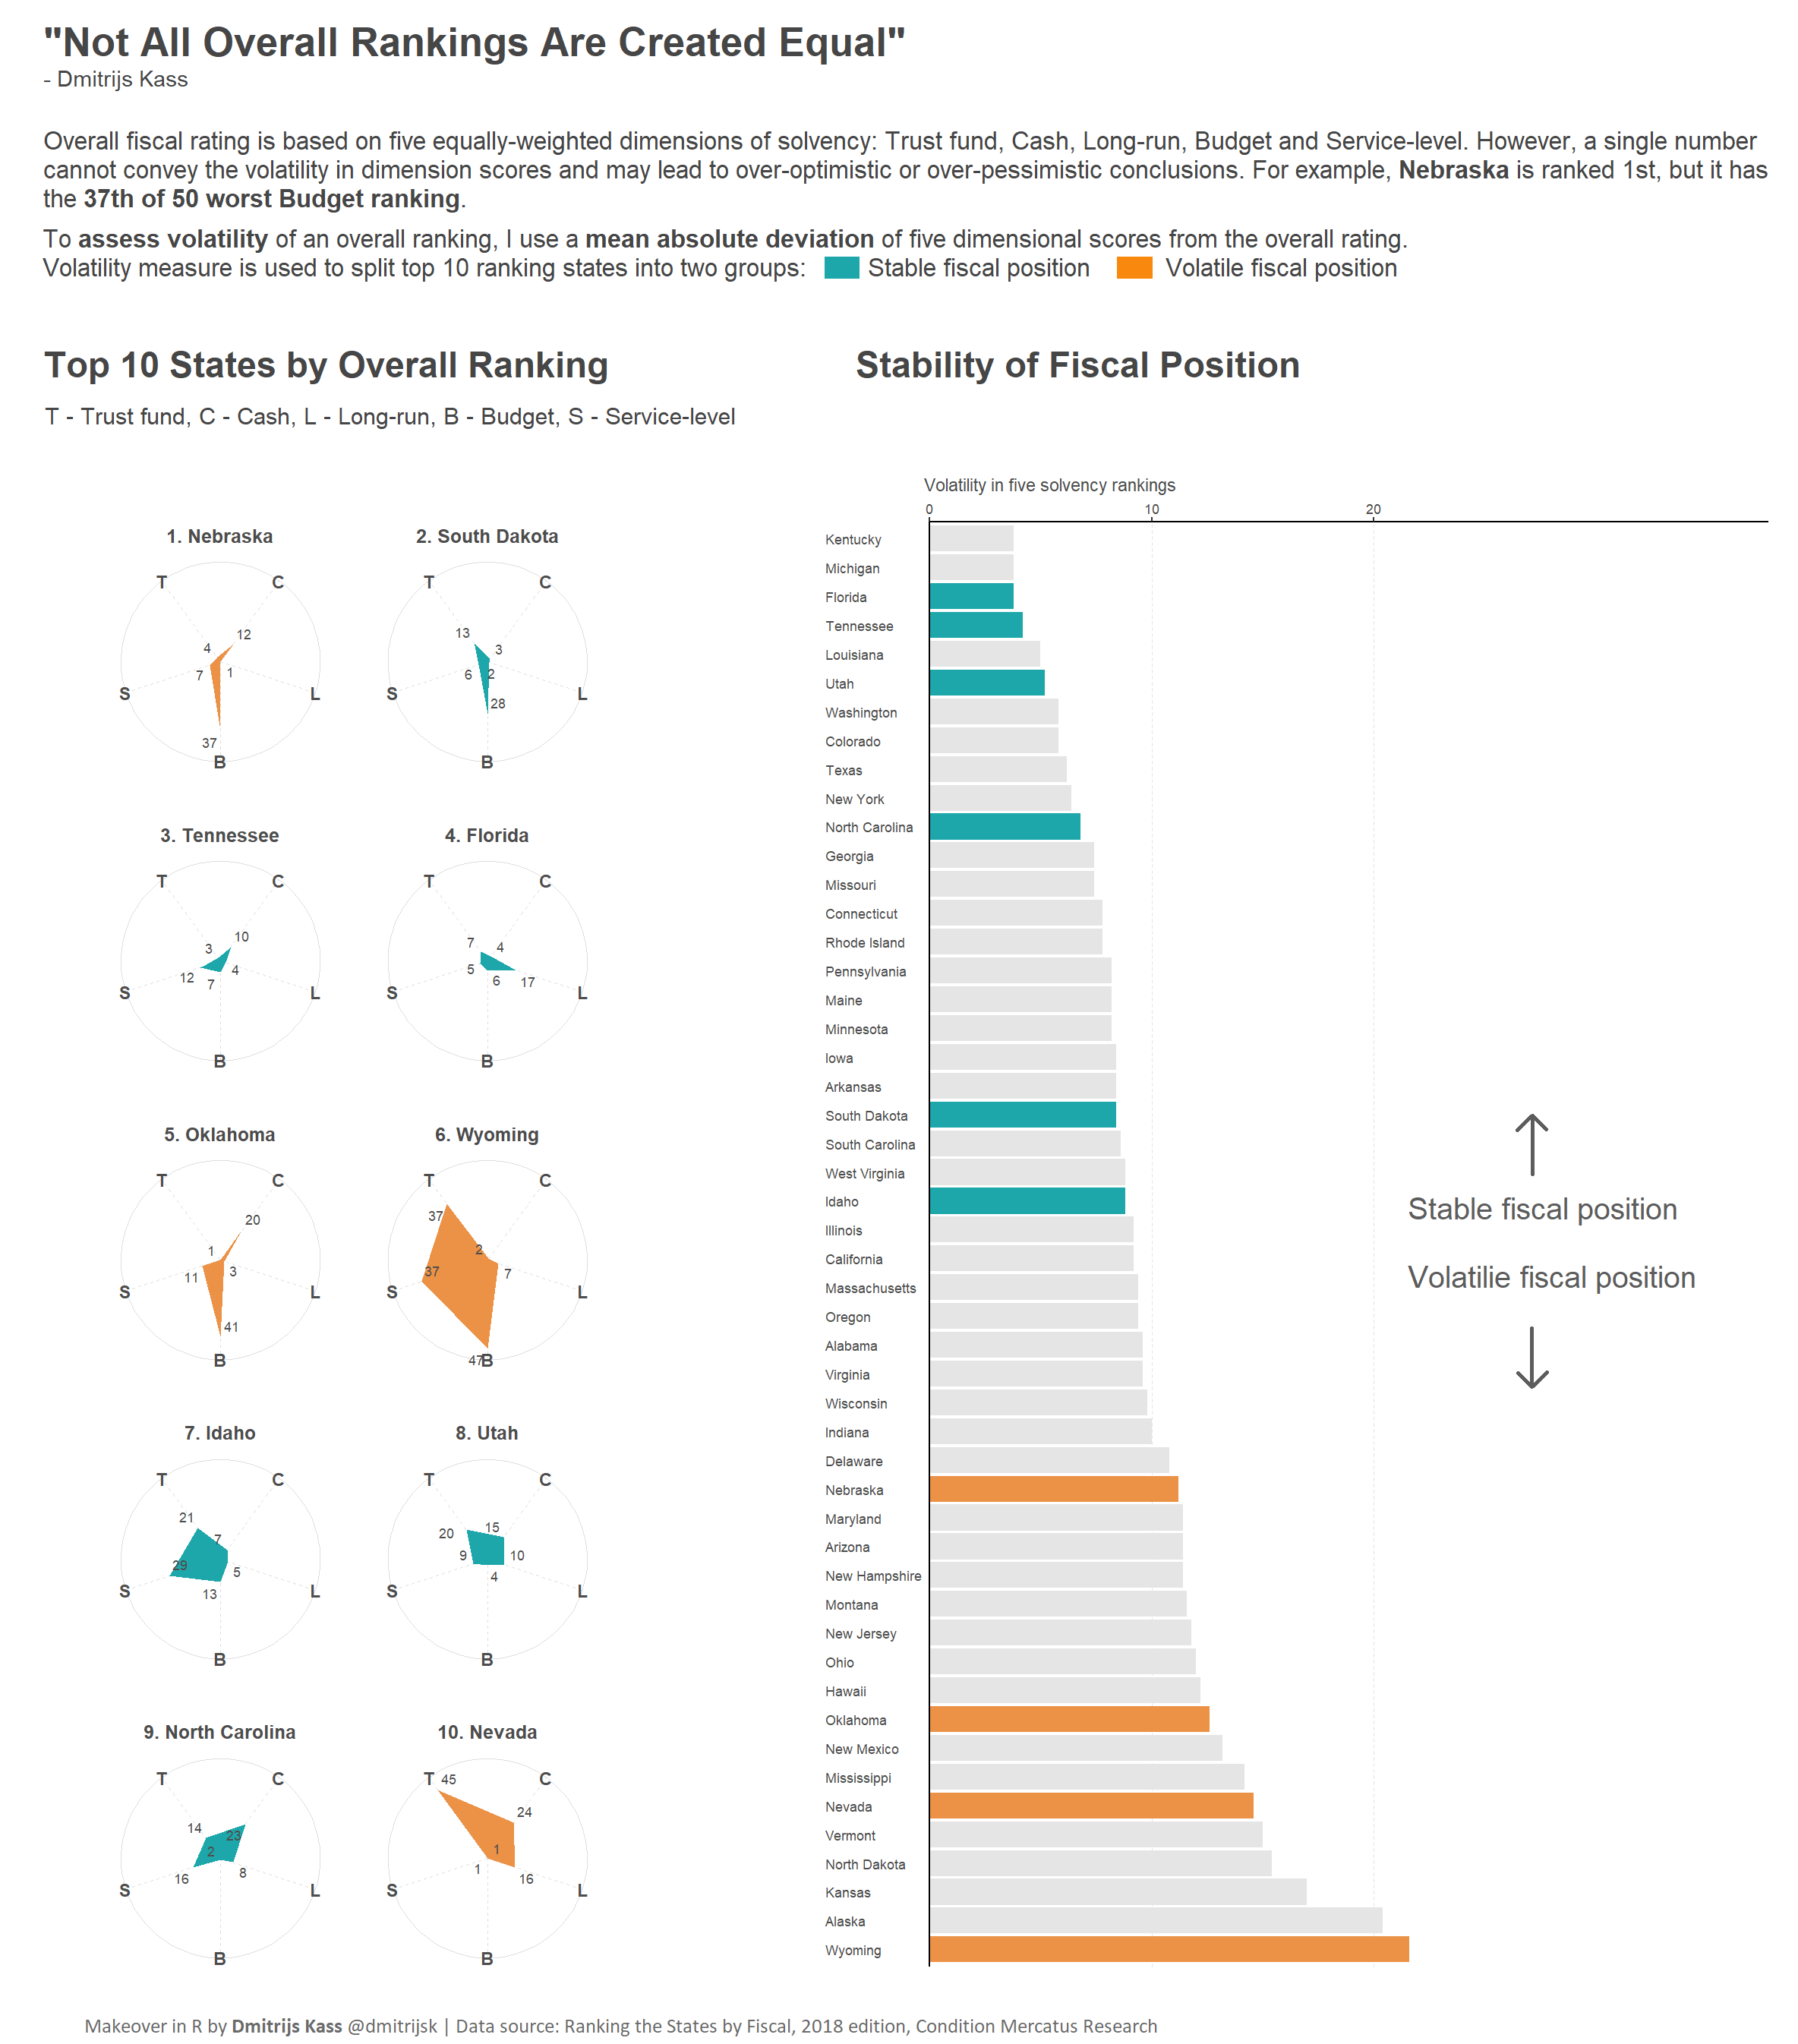 "Not All Overall Rankings Are Created Equal"
- Dmitrijs Kass
Overall fiscal rating is based on five equally-weighted dimensions of solvency: Trust fund, Cash, Long-run, Budget and Service-level. However, a single number
cannot convey the volatility in dimension scores and may lead to over-optimistic or over-pessimistic conclusions. For example, Nebraska is ranked 1st, but it has
the 37th of 50 worst Budget ranking.
To assess volatility of an overall ranking, I use a mean absolute deviation of five dimensional scores from the overall rating.
Volatility measure is used to split top 10 ranking states into two groups: Stable fiscal position Volatile fiscal position
Top 10 States by Overall Ranking
T - Trust fund, C - Cash, L - Long-run, B - Budget, S - Service-level
1. Nebraska
T
C
12
4
1
7
S
L
37
B
2. South Dakota
T
C
13
3
6
2
28
S
L
B
3. Tennessee
T
C
10
3
4
12
7
S
L
B
4. Florida
T
C
7
4
5
6
17
S
L
B
5. Oklahoma
T
C
20
1
3
11
S
L
41
B
6. Wyoming
T
C
37
2
7
37
S
L
47
B
7. Idaho
T
C
21
7
29
5
13
S
L
B
8. Utah
T
C
15
20
9
10
4
S
L
B
9. North Carolina
T
C
14
23
2
8
16
S
L
B
10. Nevada
T
45
C
24
1
1
16
S
L
B
Stability of Fiscal Position
Volatility in five solvency rankings
0 10 20
Kentucky
Michigan
Florida
Tennessee
Louisiana
Utah
Washington
Colorado
Texas
New York
North Carolina
Georgia
Missouri
Connecticut
Rhode Island
Pennsylvania
Maine
Minnesota
Iowa
Arkansas
South Dakota
South Carolina
West Virginia
Idaho
Illinois
California
Massachusetts
Oregon
Alabama
Virginia
Wisconsin
Indiana
Delaware
Nebraska
Maryland
Arizona
New Hampshire
Montana
New Jersey
Ohio
Hawaii
Oklahoma
New Mexico
Mississippi
Nevada
Vermont
North Dakota
Kansas
Alaska
Wyoming
Stable fiscal position
Volatilie fiscal position
Makeover in R by Dmitrijs Kass @dmitrijsk | Data source: Ranking the States by Fiscal, 2018 edition, Condition Mercatus Research